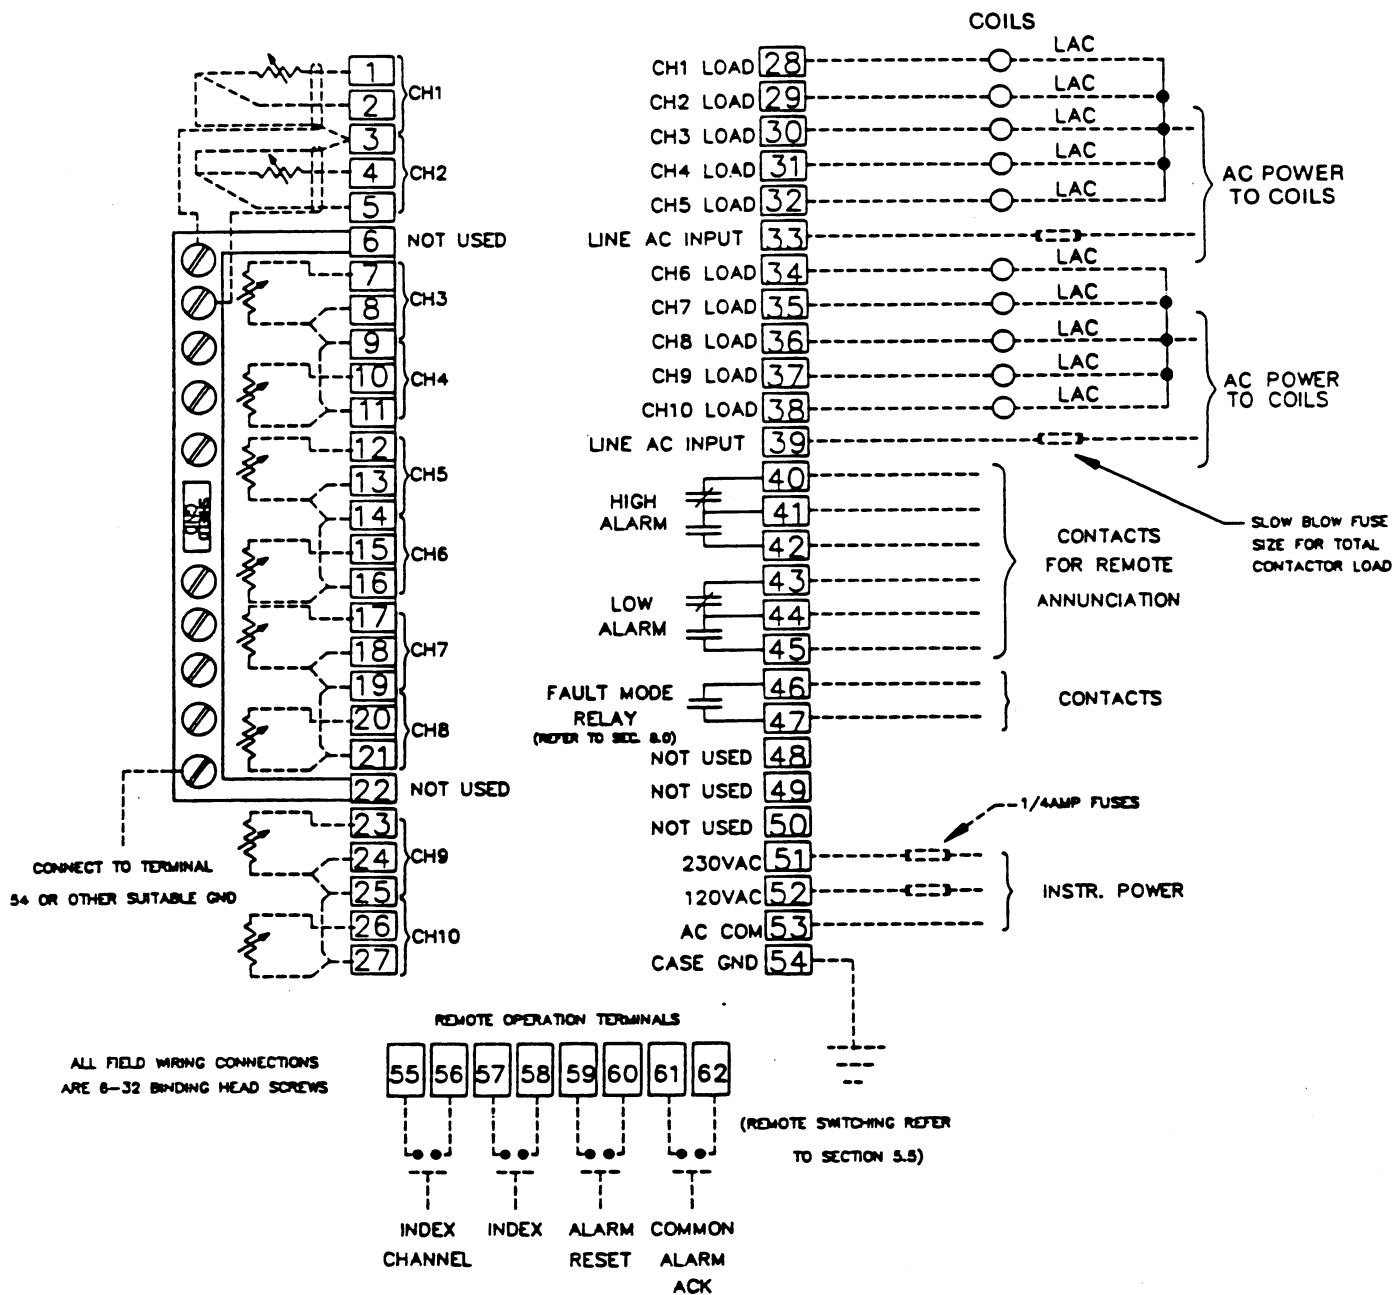 COILS
1
2
3
4
5
6
7
8
9
10
11
12
13
14
15
16
17
18
19
20
21
22
23
24
25
26
27
CH1
CH2
NOT USED
CH3
CH4
CH5
CH6
CH7
CH8
NOT USED
CH9
CH10
SHIELD
GND
CONNECT TO TERMINAL
54 OR OTHER SUITABLE GND
CH1 LOAD 28 LAC
CH2 LOAD 29 LAC
CH3 LOAD 30 LAC
CH4 LOAD 31 LAC
CH5 LOAD 32 LAC
LINE AC INPUT 33
AC POWER
TO COILS
CH6 LOAD 34 LAC
CH7 LOAD 35 LAC
CH8 LOAD 36 LAC
CH9 LOAD 37 LAC
CH10 LOAD 38 LAC
LINE AC INPUT 39
AC POWER
TO COILS
SLOW BLOW FUSE
SIZE FOR TOTAL
CONTACTOR LOAD
HIGH
ALARM
40
41
42
LOW
ALARM
43
44
45
CONTACTS
FOR REMOTE
ANNUNCIATION
FAULT MODE
RELAY
(REFER TO SEC. 8.0)
46
47
CONTACTS
NOT USED 48
NOT USED 49
NOT USED 50
230VAC 51
120VAC 52
AC COM 53
CASE GND 54
1/4AMP FUSES
INSTR. POWER
REMOTE OPERATION TERMINALS
ALL FIELD WIRING CONNECTIONS
ARE 6-32 BINDING HEAD SCREWS
55 56 57 58 59 60 61 62
(REMOTE SWITCHING REFER
TO SECTION 5.5)
INDEX
CHANNEL
INDEX
ALARM
RESET
COMMON
ALARM
ACK